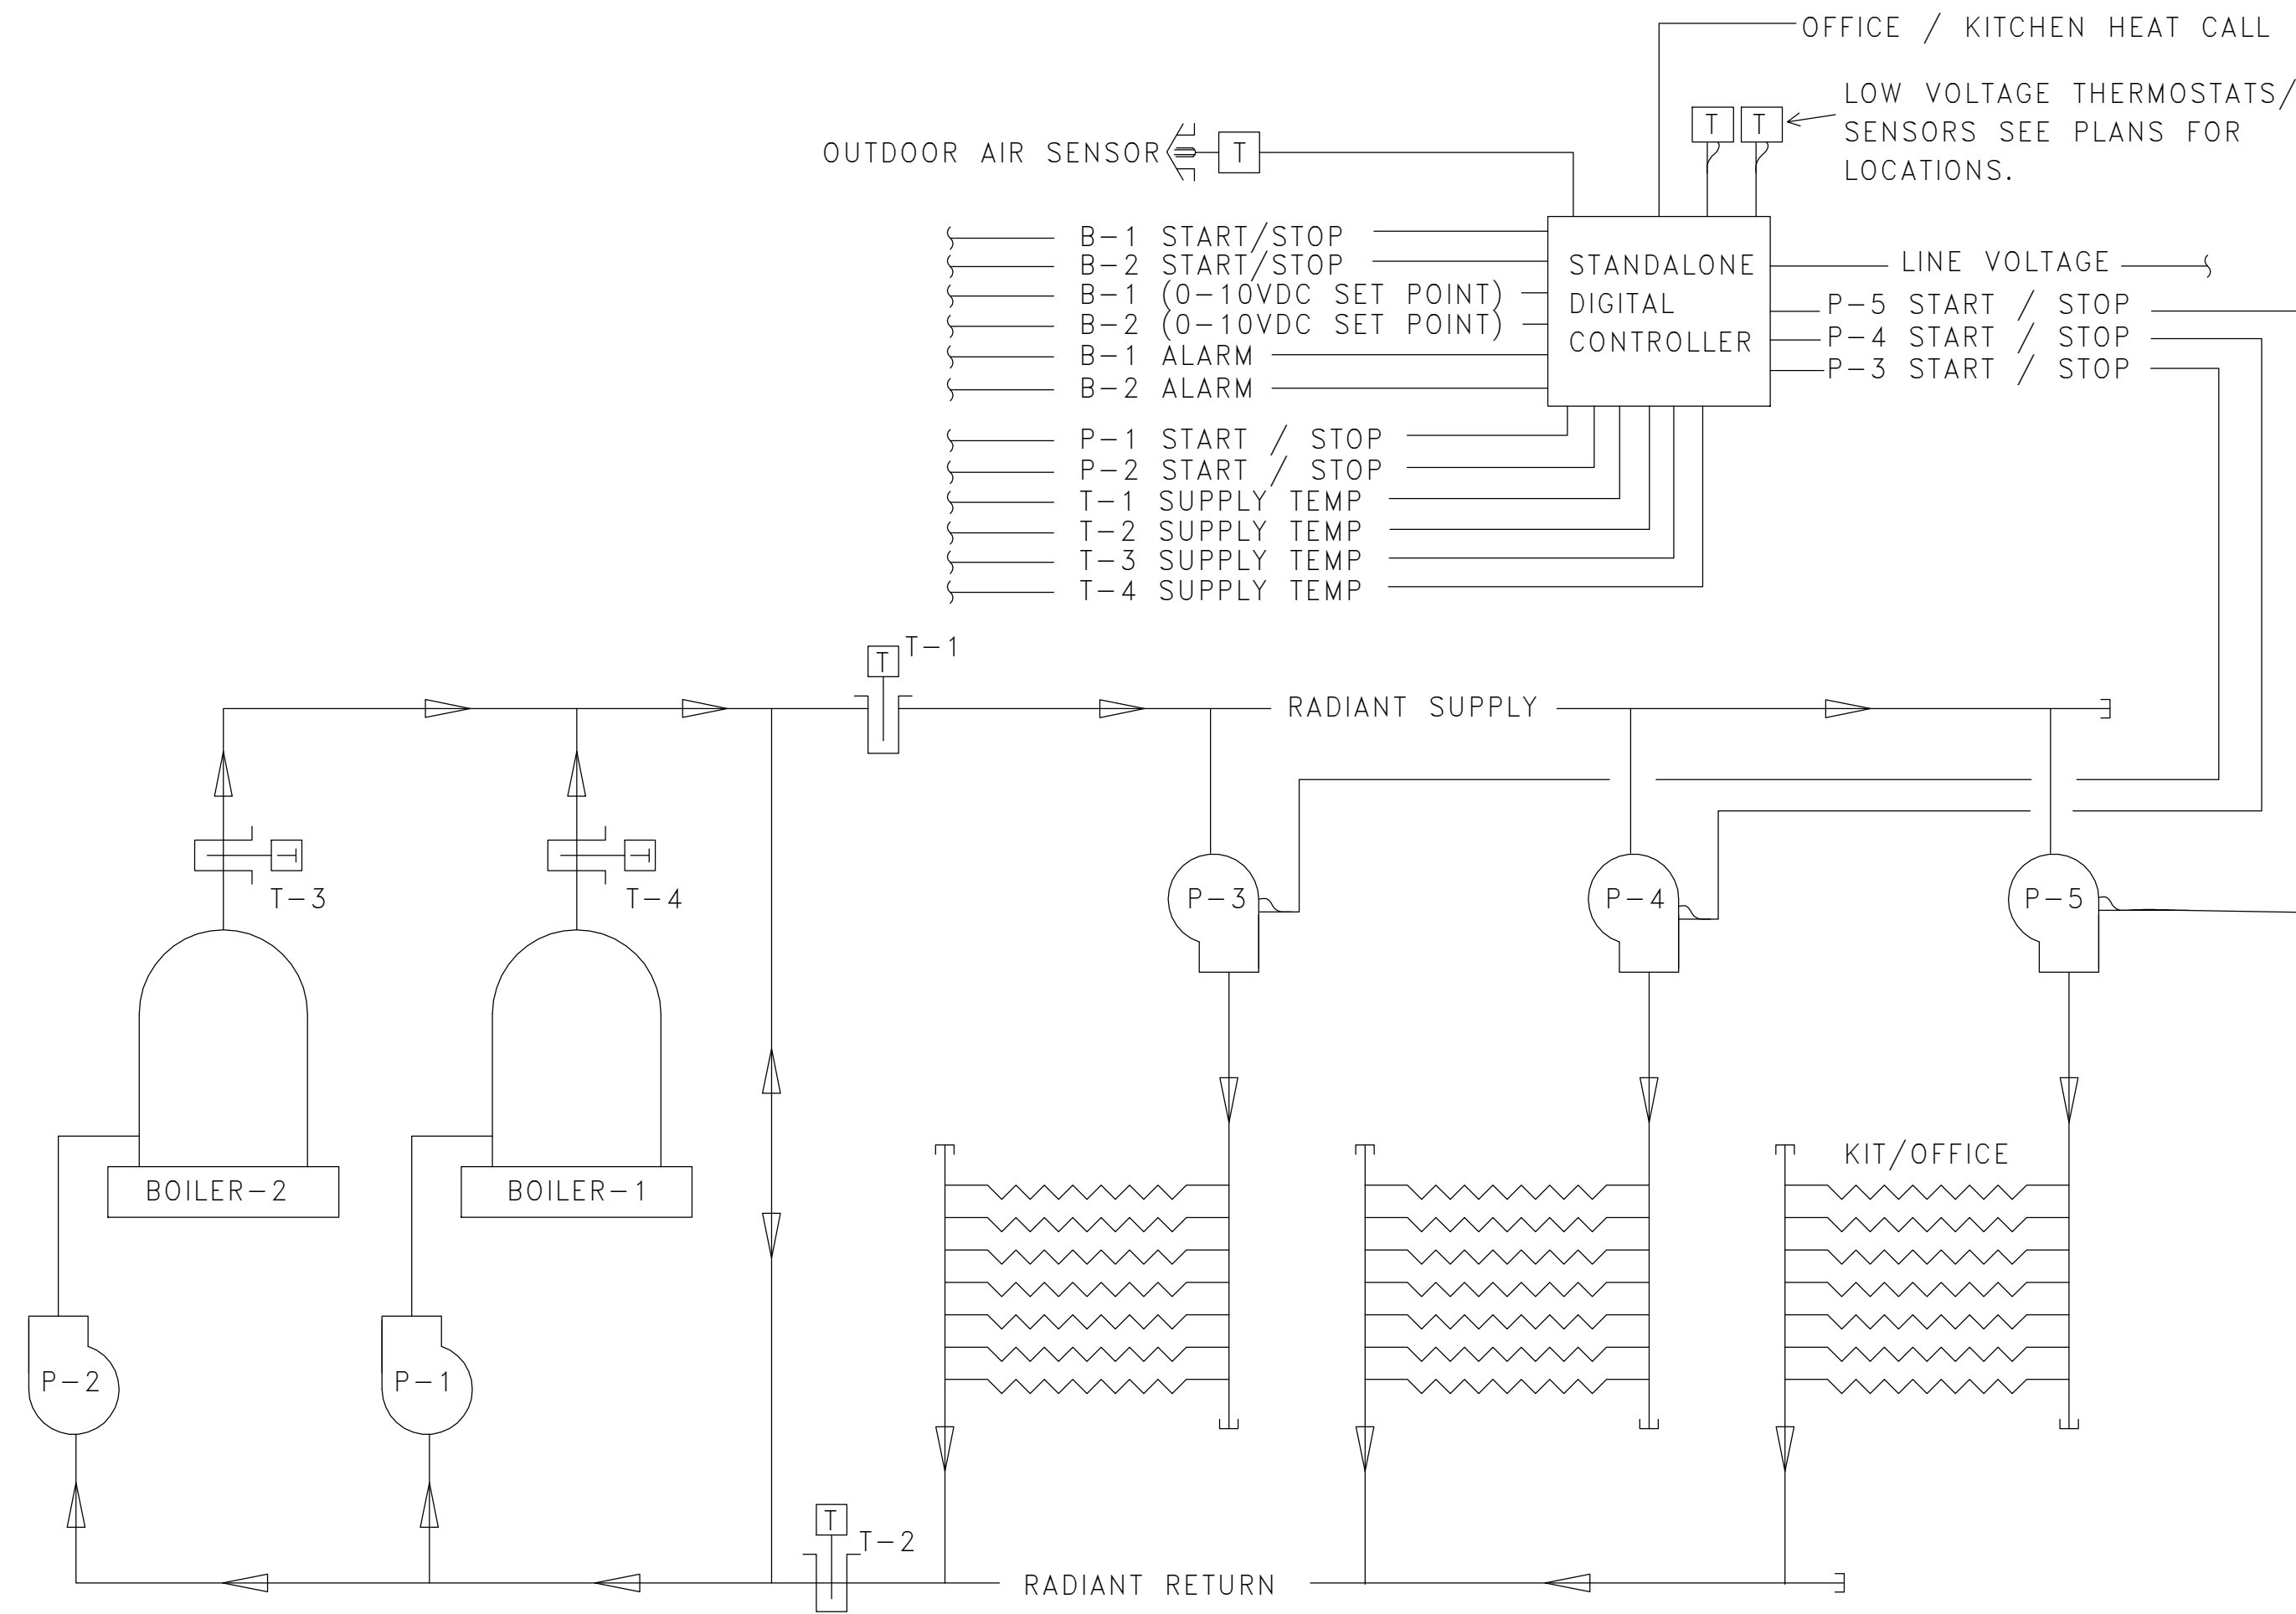 OFFICE / KITCHEN HEAT CALL
LOW VOLTAGE THERMOSTATS/
SENSORS SEE PLANS FOR
LOCATIONS.
T T
OUTDOOR AIR SENSOR T
B-1 START/STOP
B-2 START/STOP
B-1 (0-10VDC SET POINT)
B-2 (0-10VDC SET POINT)
B-1 ALARM
B-2 ALARM
STANDALONE
DIGITAL
CONTROLLER
LINE VOLTAGE
P-5 START / STOP
P-4 START / STOP
P-3 START / STOP
P-1 START / STOP
P-2 START / STOP
T-1 SUPPLY TEMP
T-2 SUPPLY TEMP
T-3 SUPPLY TEMP
T-4 SUPPLY TEMP
T T-1
RADIANT SUPPLY
T
T-3
T
T-4
P-3
P-4
P-5
KIT/OFFICE
BOILER-2
BOILER-1
P-2
P-1
T
T-2
RADIANT RETURN